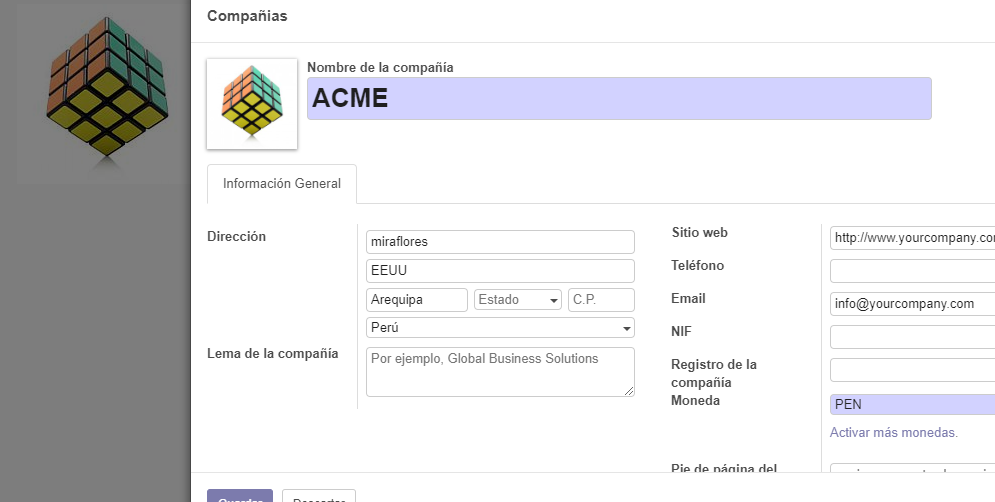 Compañias
Nombre de la compañía
ACME
Información General
Dirección
miraflores
EEUU
Arequipa
Estado
C.P.
Perú
Lema de la compañía
Por ejemplo, Global Business Solutions
Sitio web
http://www.yourcompany.co
Teléfono
Email
info@yourcompany.com
NIF
Registro de la
compañía
Moneda
PEN
Activar más monedas.
Pie de página del
Guardar
Descartar